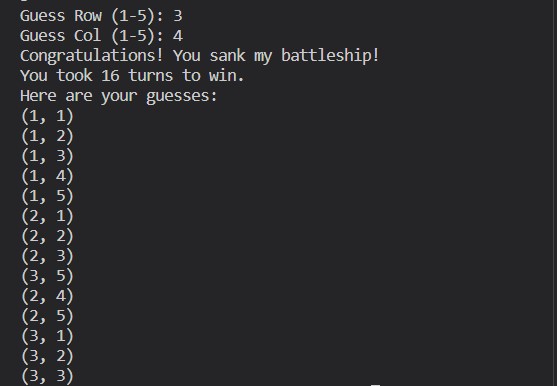 Guess Row (1-5): 3
Guess Col (1-5): 4
Congratulations! You sank my battleship!
You took 16 turns to win.
Here are your guesses:
(1, 1)
(1, 2)
(1, 3)
(1, 4)
(1, 5)
(2, 1)
(2, 2)
(2, 3)
(3, 5)
(2, 4)
(2, 5)
(3, 1)
(3, 2)
(3, 3)